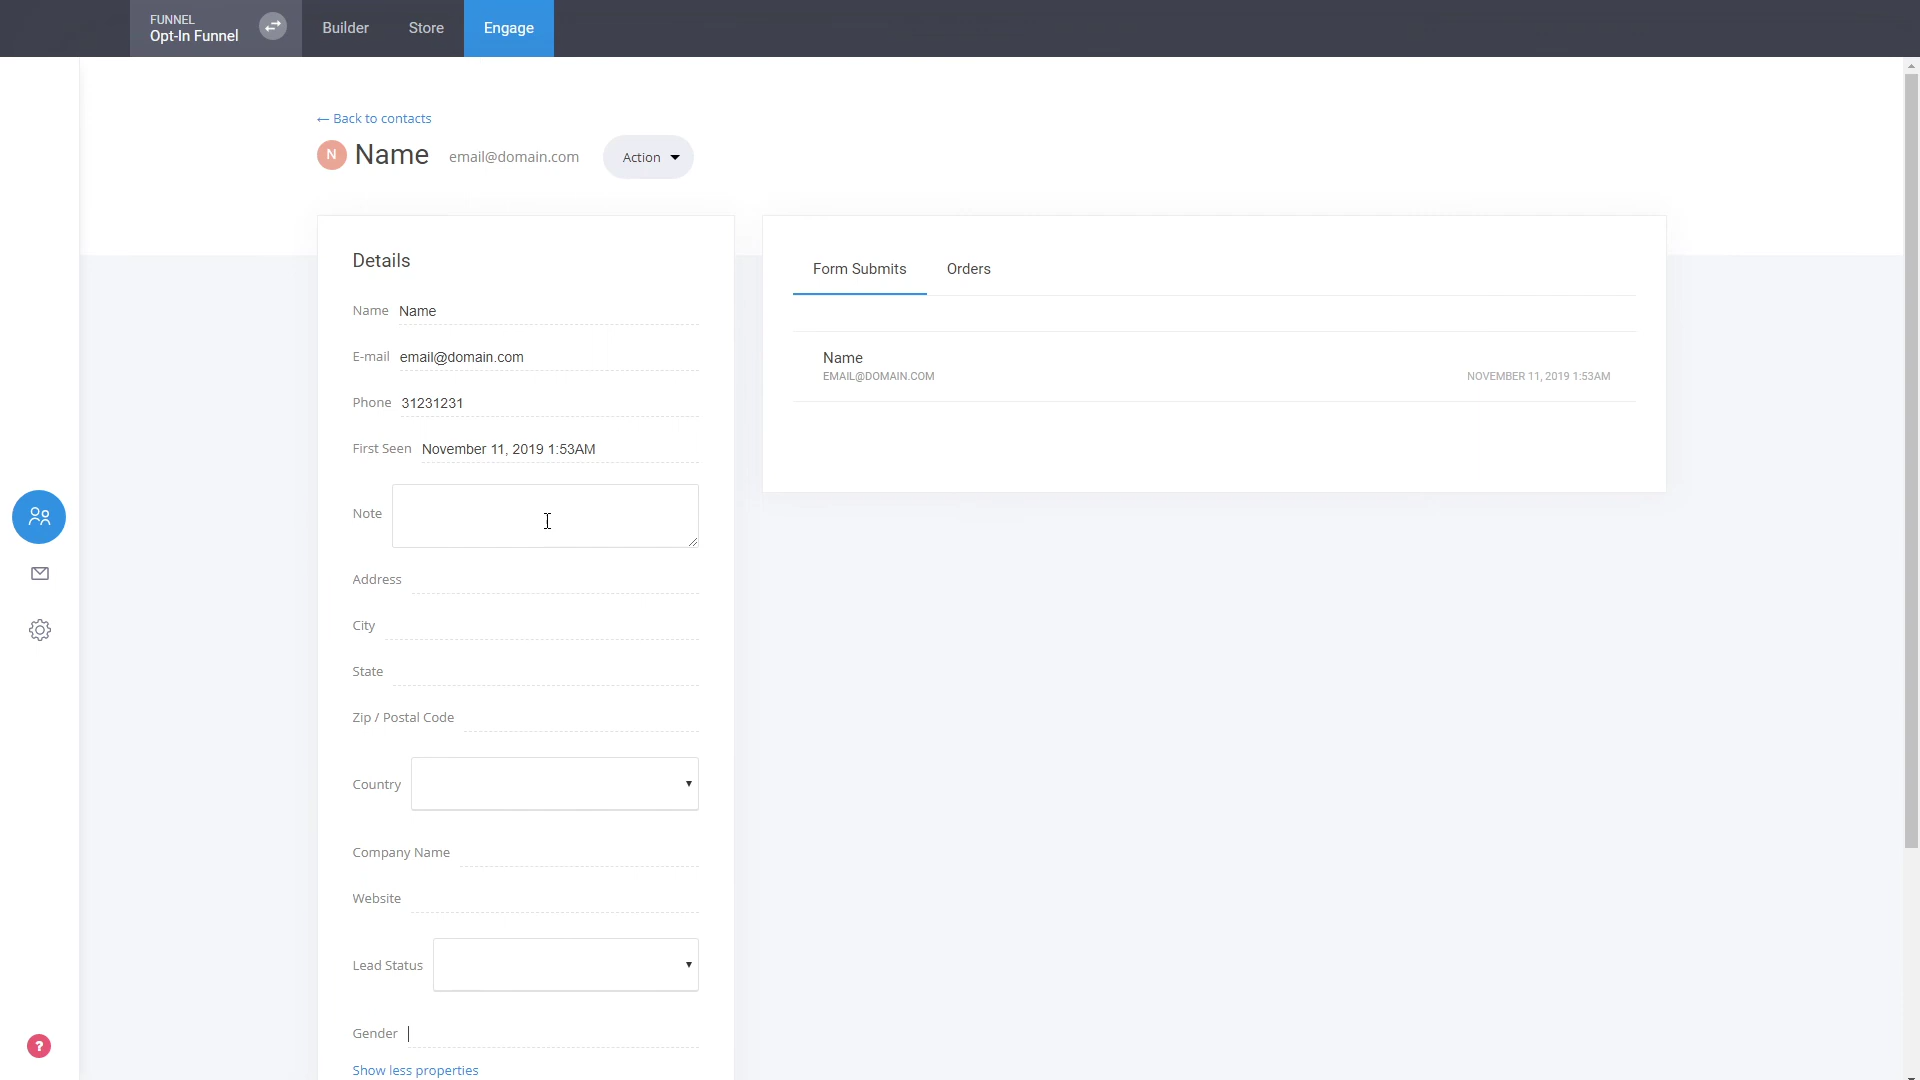 FUNNEL
Opt-In Funnel
Builder
Store
Engage
← Back to contacts
N
Name
email@domain.com
Action
Details
Name Name
E-mail email@domain.com
Phone 31231231
First Seen November 11, 2019 1:53AM
Note
Address
City
State
Zip / Postal Code
Country
Company Name
Website
Lead Status
Gender
Show less properties
Form Submits
Orders
Name
EMAIL@DOMAIN.COM
NOVEMBER 11, 2019 1:53AM
?